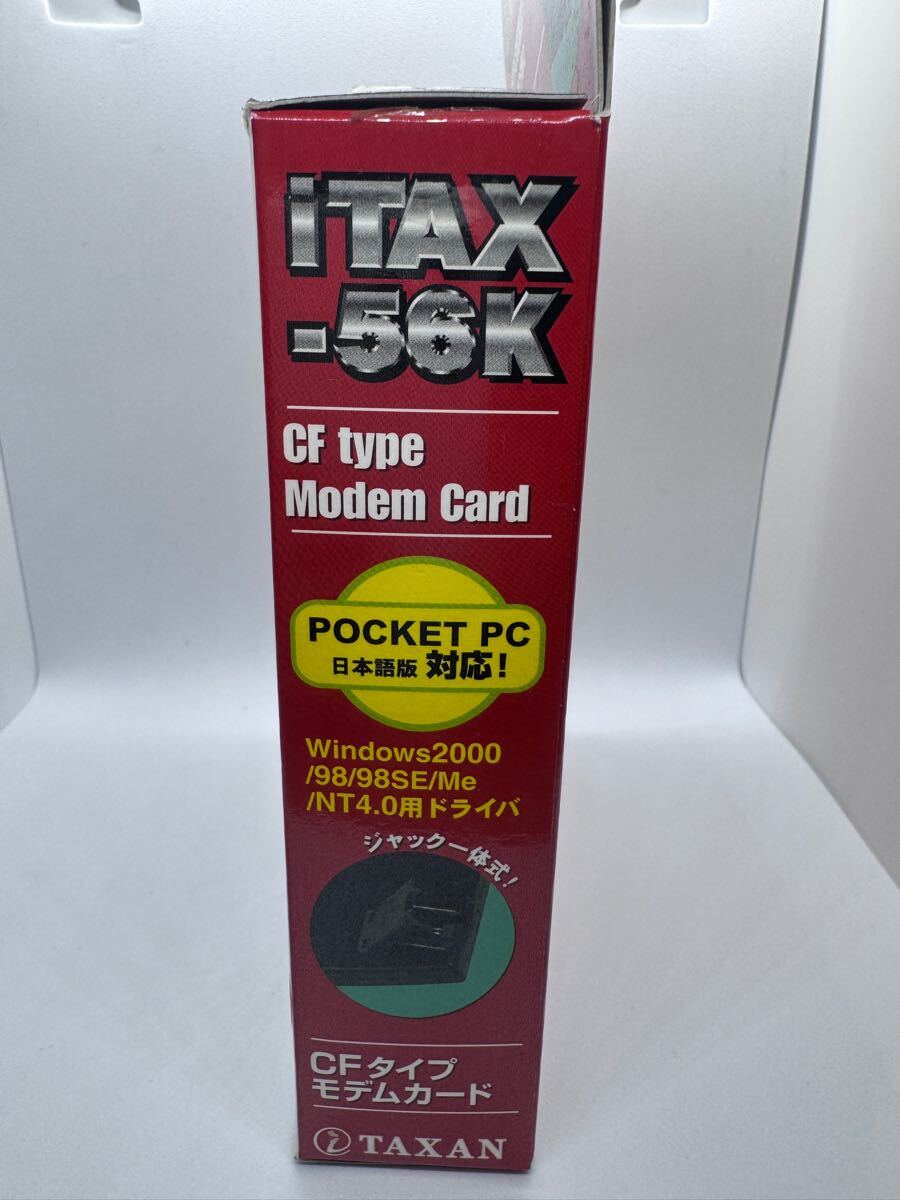 iTAX
-56K
CF type
Modem Card
POCKET PC
日本語版 対応!
Windows2000
/98/98SE/Me
/NT4.0用ドライバ
ジャック一体式!
CFタイプ
モデムカード
TAXAN